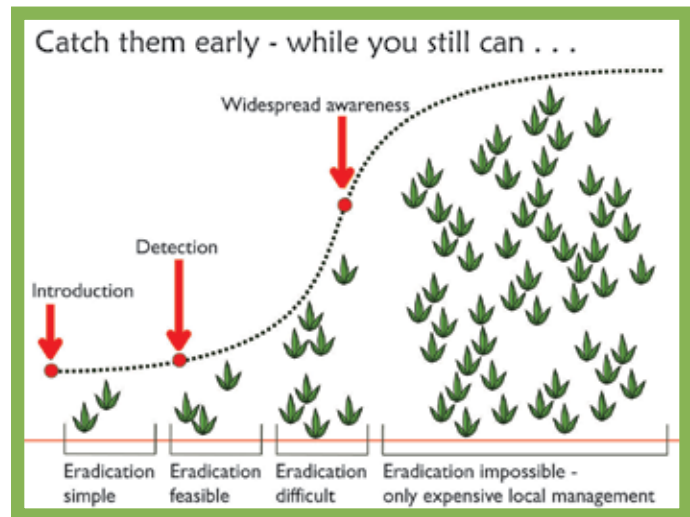 Catch them early - while you still can . . .
Widespread awareness
Detection
Introduction
Eradication
simple
Eradication
feasible
Eradication
difficult
Eradication impossible -
only expensive local management